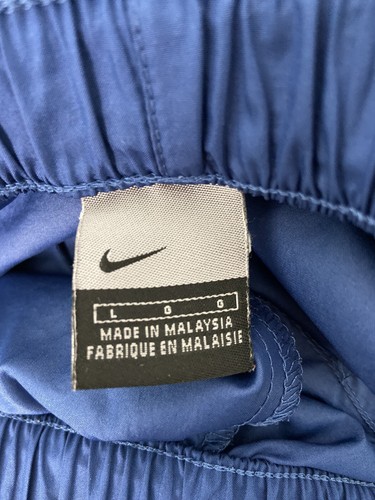 L G G
MADE IN MALAYSIA
FABRIQUE EN MALAISIE